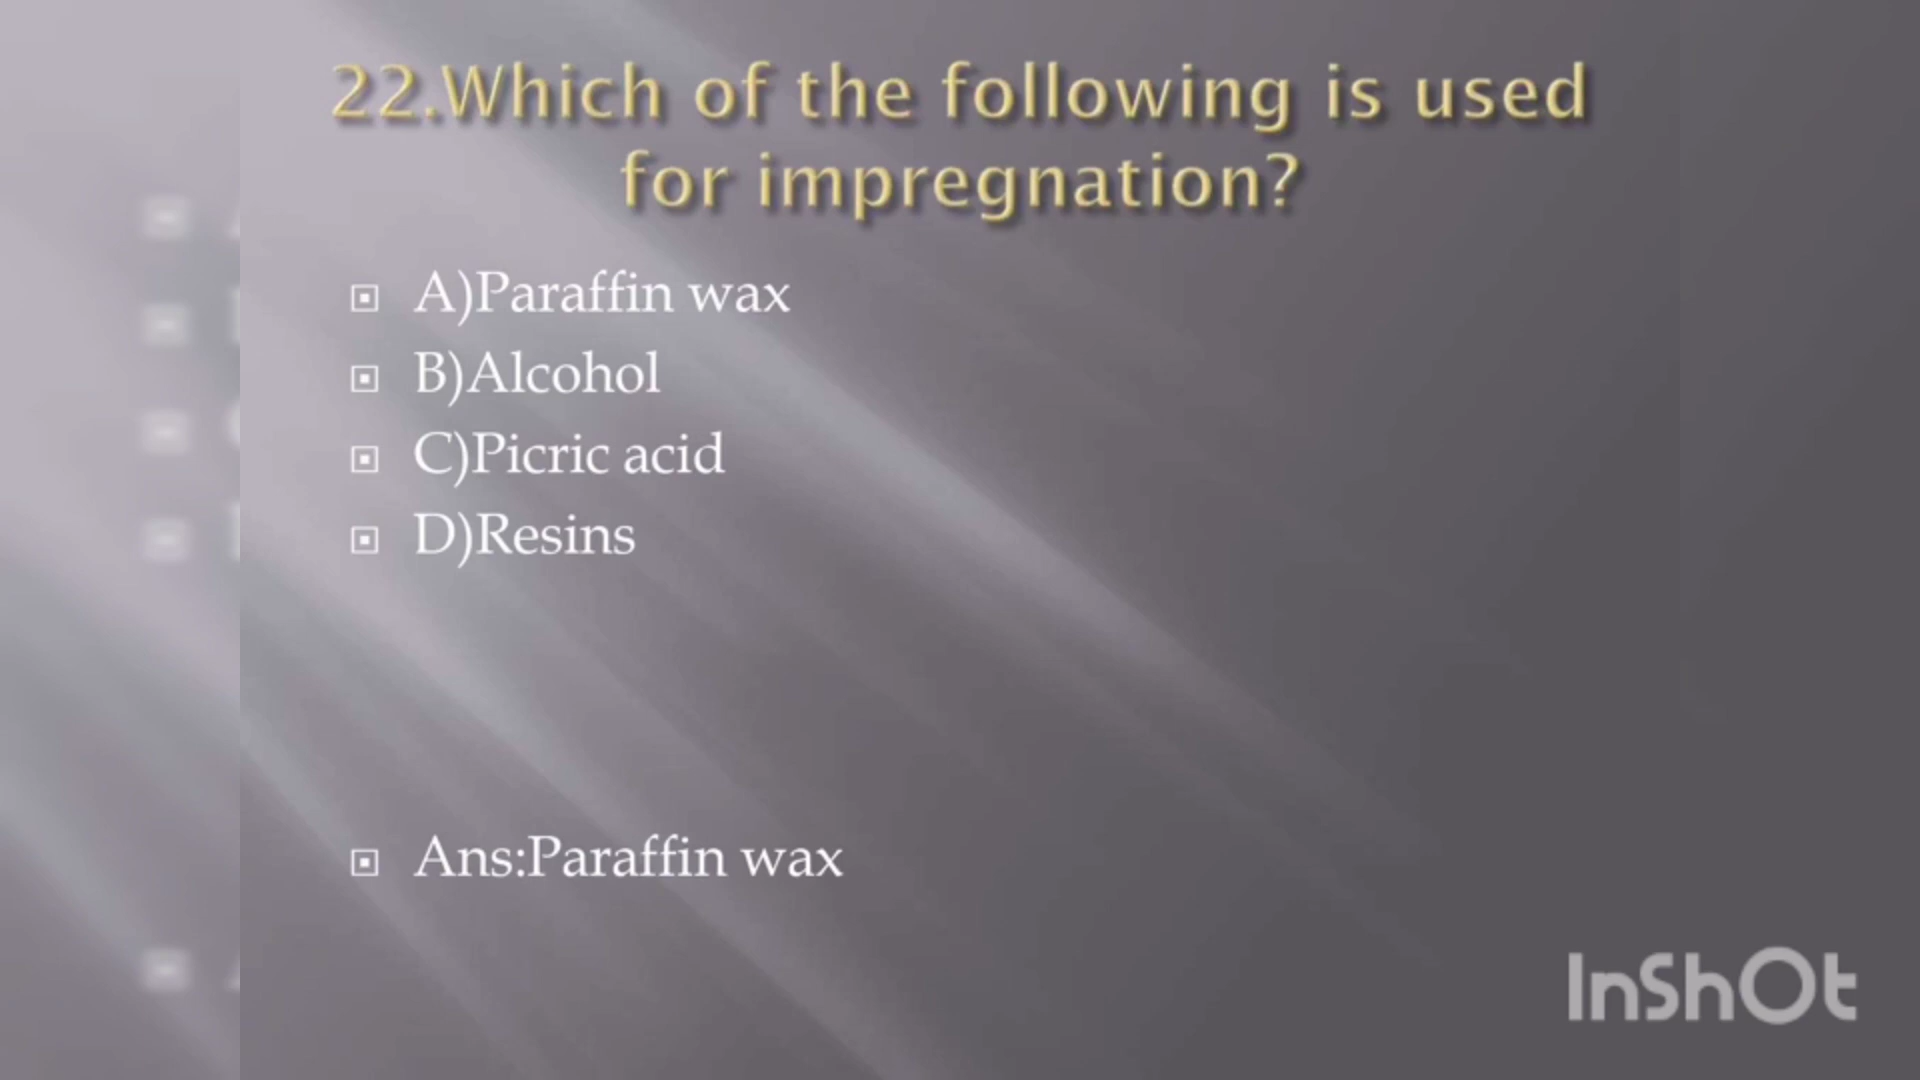 22.Which of the following is used
for impregnation?
A)Paraffin wax
B)Alcohol
C)Picric acid
D)Resins
Ans:Paraffin wax
InShOt